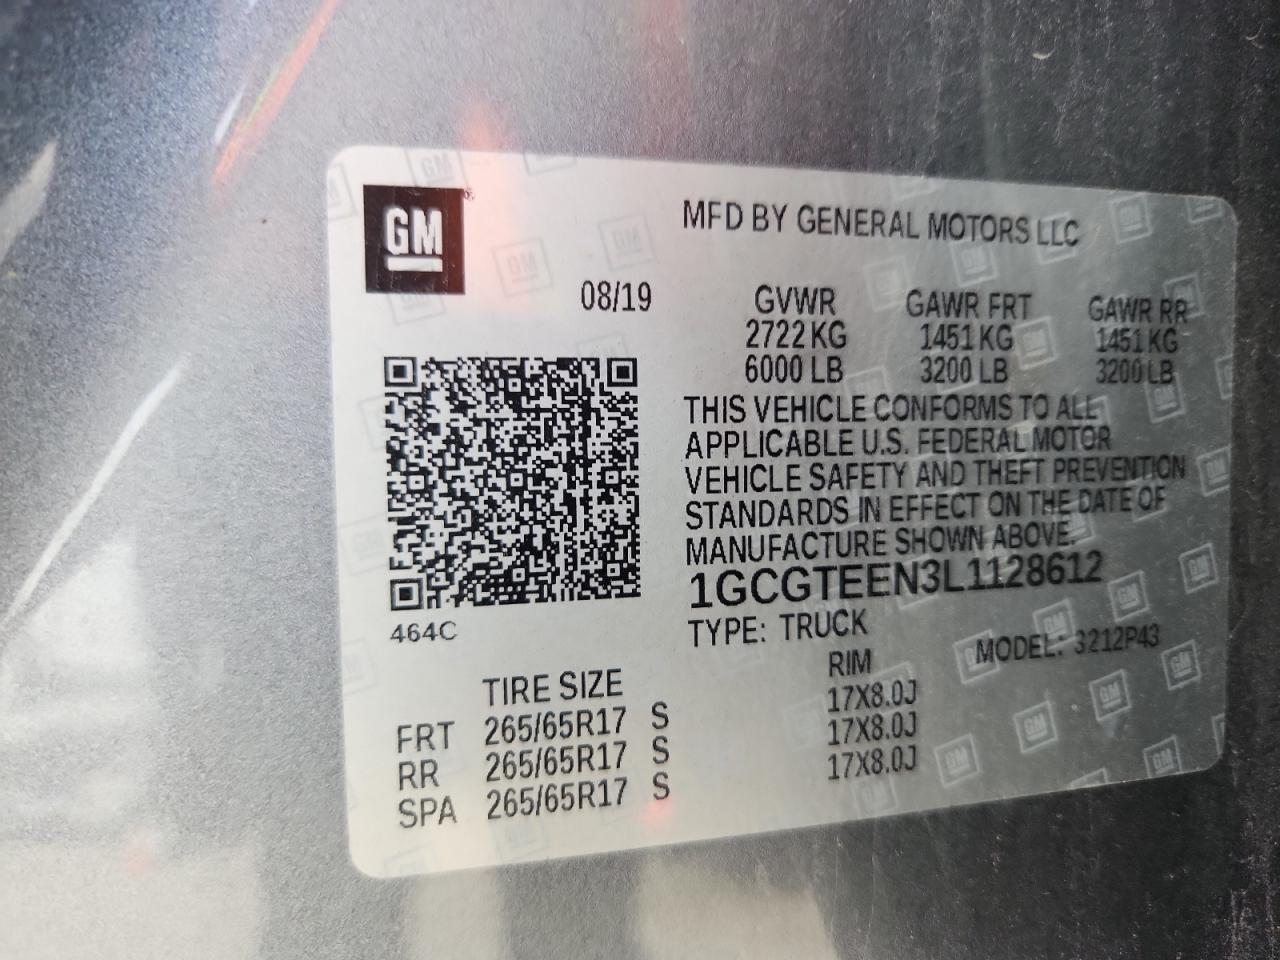 GM
MFD BY GENERAL MOTORS LLC
08/19 GVWR GAWR FRT GAWR RR
2722 KG 1451 KG 1451 KG
6000 LB 3200 LB 3200 LB
THIS VEHICLE CONFORMS TO ALL
APPLICABLE U.S. FEDERAL MOTOR
VEHICLE SAFETY AND THEFT PREVENTION
STANDARDS IN EFFECT ON THE DATE OF
MANUFACTURE SHOWN ABOVE.
1GCGTEEN3L1128612
464C
TYPE: TRUCK MODEL: 3212P43
TIRE SIZE RIM
FRT 265/65R17 S 17X8.0J
RR 265/65R17 S 17X8.0J
SPA 265/65R17 S 17X8.0J